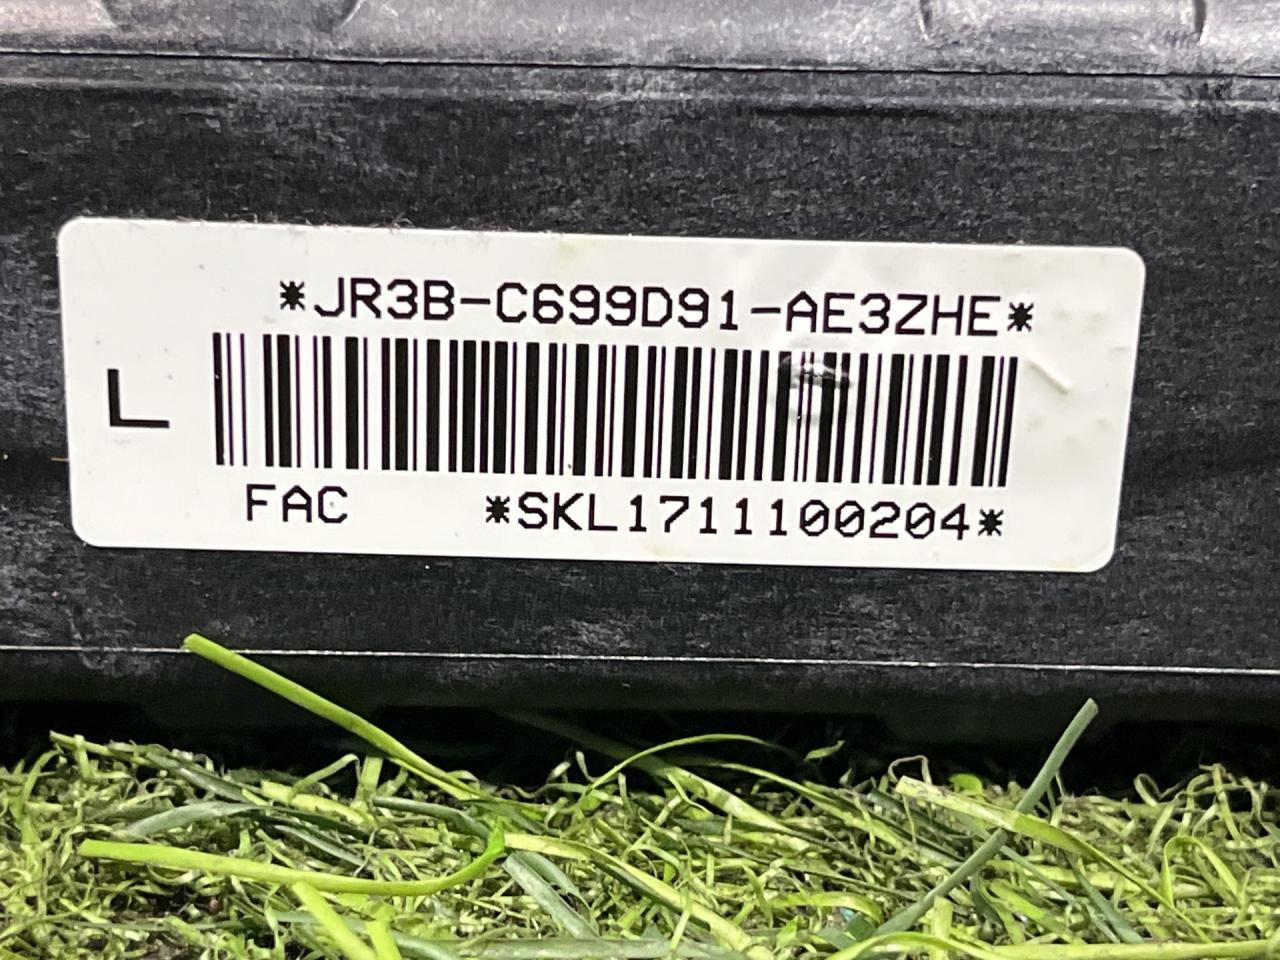 *JR3B-C699D91-AE3ZHE*
L
FAC *SKL1711100204*